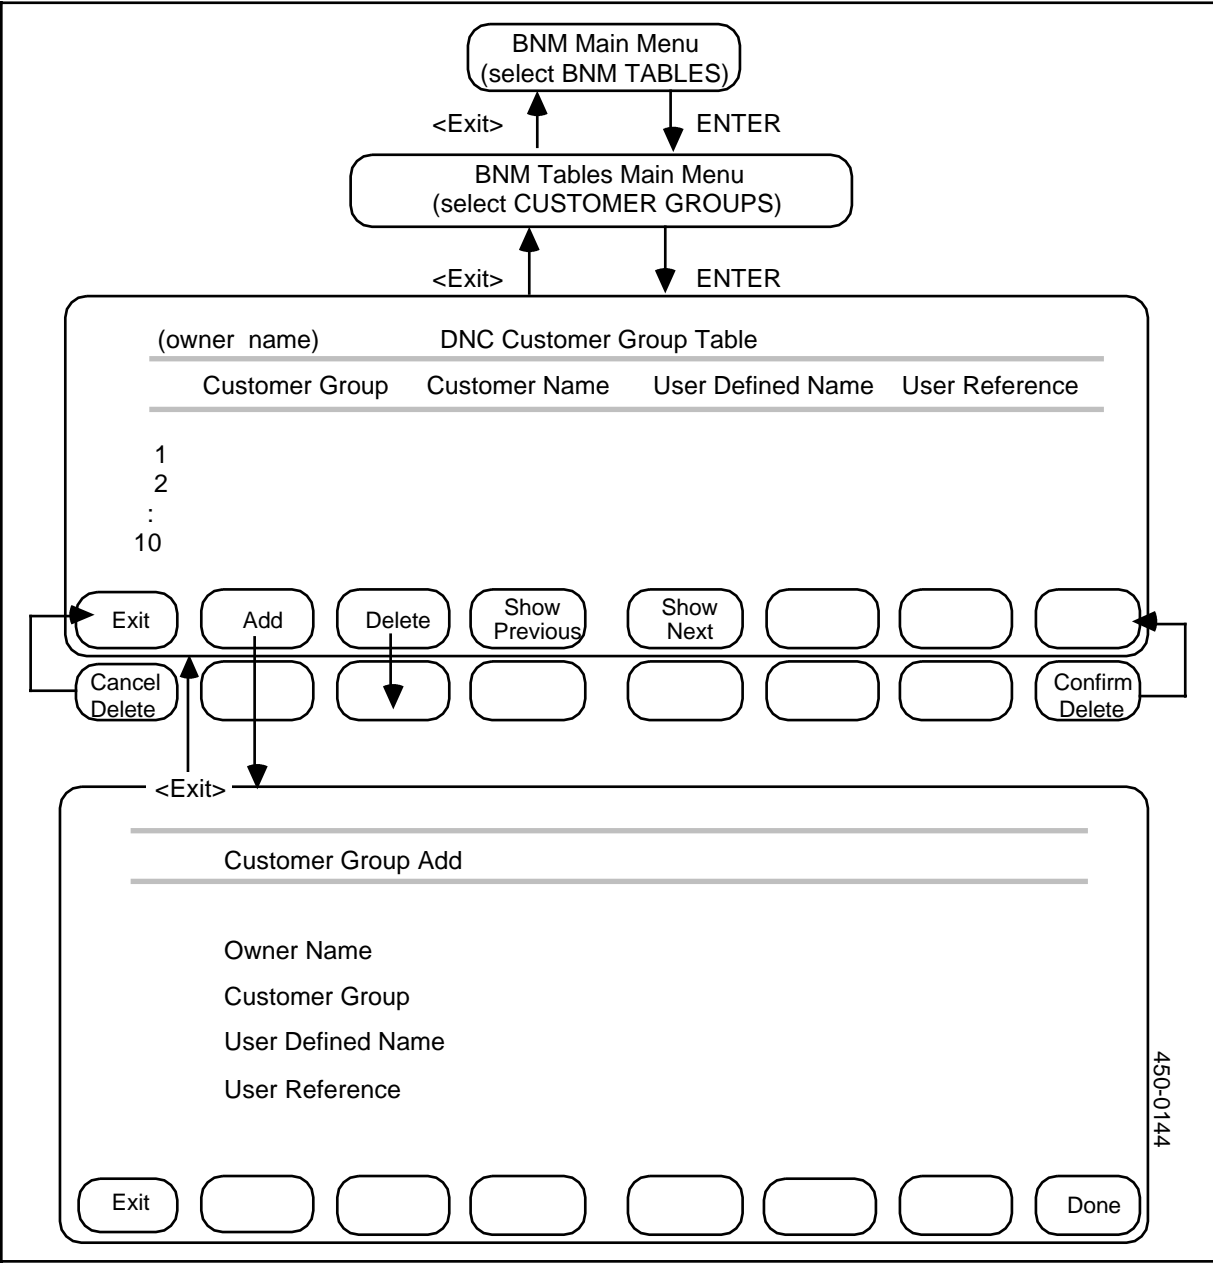 BNM Main Menu
(select BNM TABLES)
<Exit> ENTER
BNM Tables Main Menu
(select CUSTOMER GROUPS)
<Exit> ENTER
(owner name) DNC Customer Group Table
Customer Group Customer Name User Defined Name User Reference
1
2
:
10
Exit Add Delete Show Previous Show Next
Cancel Delete Confirm Delete
<Exit>
Customer Group Add
Owner Name
Customer Group
User Defined Name
User Reference
450-0144
Exit Done